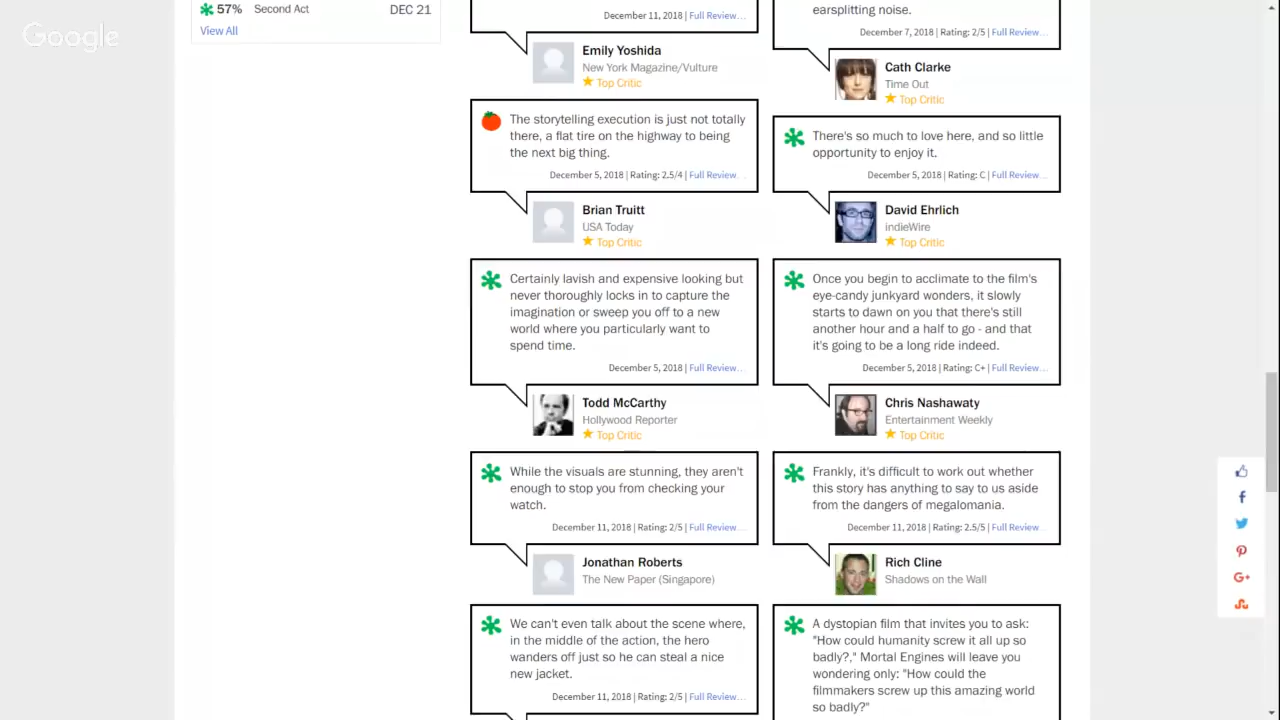 Google
57% Second Act DEC 21
View All
December 11, 2018 | Full Review…
Emily Yoshida
New York Magazine/Vulture
Top Critic
The storytelling execution is just not totally
there, a flat tire on the highway to being
the next big thing.
December 5, 2018 | Rating: 2.5/4 | Full Review…
Brian Truitt
USA Today
Top Critic
Certainly lavish and expensive looking but
never thoroughly locks in to capture the
imagination or sweep you off to a new
world where you particularly want to
spend time.
December 5, 2018 | Full Review…
Todd McCarthy
Hollywood Reporter
Top Critic
While the visuals are stunning, they aren't
enough to stop you from checking your
watch.
December 11, 2018 | Rating: 2/5 | Full Review…
Jonathan Roberts
The New Paper (Singapore)
We can't even talk about the scene where,
in the middle of the action, the hero
wanders off just so he can steal a nice
new jacket.
December 11, 2018 | Rating: 2/5 | Full Review…
earsplitting noise.
December 7, 2018 | Rating: 2/5 | Full Review…
Cath Clarke
Time Out
Top Critic
There's so much to love here, and so little
opportunity to enjoy it.
December 5, 2018 | Rating: C | Full Review…
David Ehrlich
indieWire
Top Critic
Once you begin to acclimate to the film's
eye-candy junkyard wonders, it slowly
starts to dawn on you that there's still
another hour and a half to go - and that
it's going to be a long ride indeed.
December 5, 2018 | Rating: C+ | Full Review…
Chris Nashawaty
Entertainment Weekly
Top Critic
Frankly, it's difficult to work out whether
this story has anything to say to us aside
from the dangers of megalomania.
December 11, 2018 | Rating: 2.5/5 | Full Review…
Rich Cline
Shadows on the Wall
A dystopian film that invites you to ask:
"How could humanity screw it all up so
badly?," Mortal Engines will leave you
wondering only: "How could the
filmmakers screw up this amazing world
so badly?"
G+